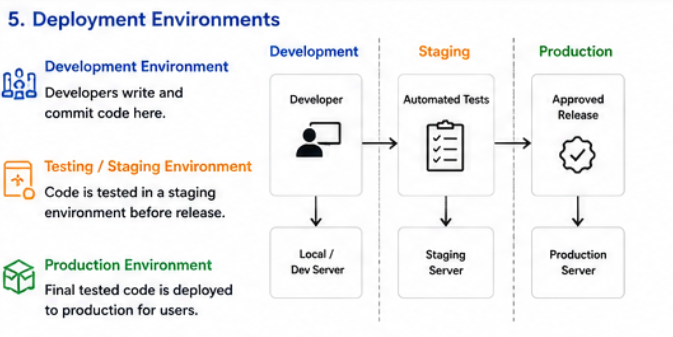 5. Deployment Environments
Development Environment
Developers write and
commit code here.
Testing / Staging Environment
Code is tested in a staging
environment before release.
Production Environment
Final tested code is deployed
to production for users.
Development
Staging
Production
Developer
Automated Tests
Approved
Release
Local /
Dev Server
Staging
Server
Production
Server